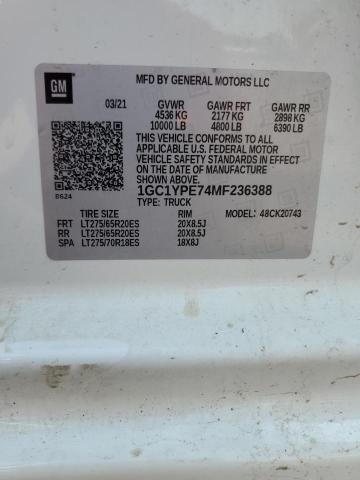 GM
MFD BY GENERAL MOTORS LLC
03/21 GVWR GAWR FRT GAWR RR
4536 KG 2177 KG 2898 KG
10000 LB 4800 LB 6390 LB
THIS VEHICLE CONFORMS TO ALL
APPLICABLE U.S. FEDERAL MOTOR
VEHICLE SAFETY STANDARDS IN EFFECT
ON THE DATE OF MANUFACTURE
SHOWN ABOVE.
8624 1GC1YPE74MF236388
TYPE: TRUCK
TIRE SIZE RIM MODEL: 48CK20743
FRT LT275/65R20ES 20X8.5J
RR LT275/65R20ES 20X8.5J
SPA LT275/70R18ES 18X8J